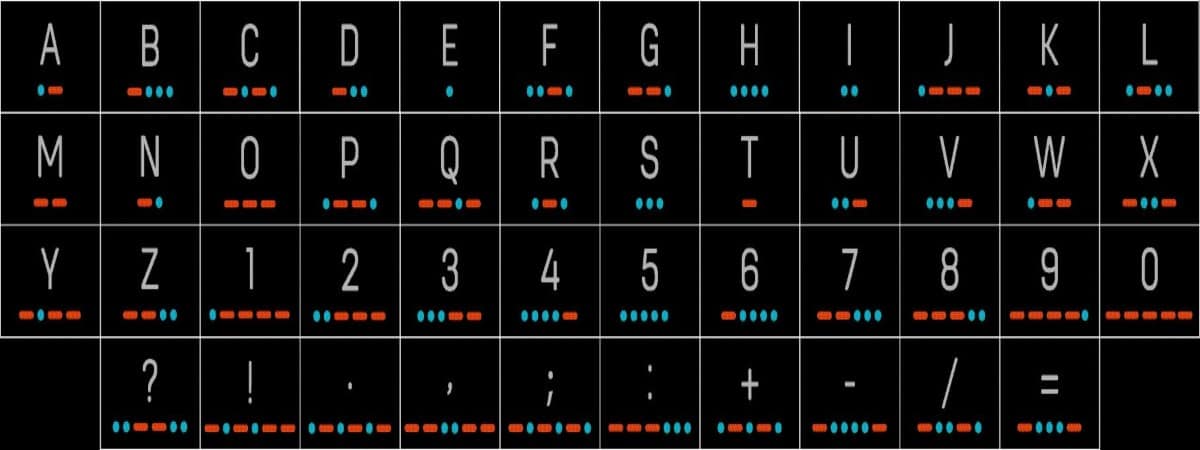 A B C D E F G H I J K L
M N O P Q R S T U V W X
Y Z 1 2 3 4 5 6 7 8 9 0
? ! . , ; : + - / =